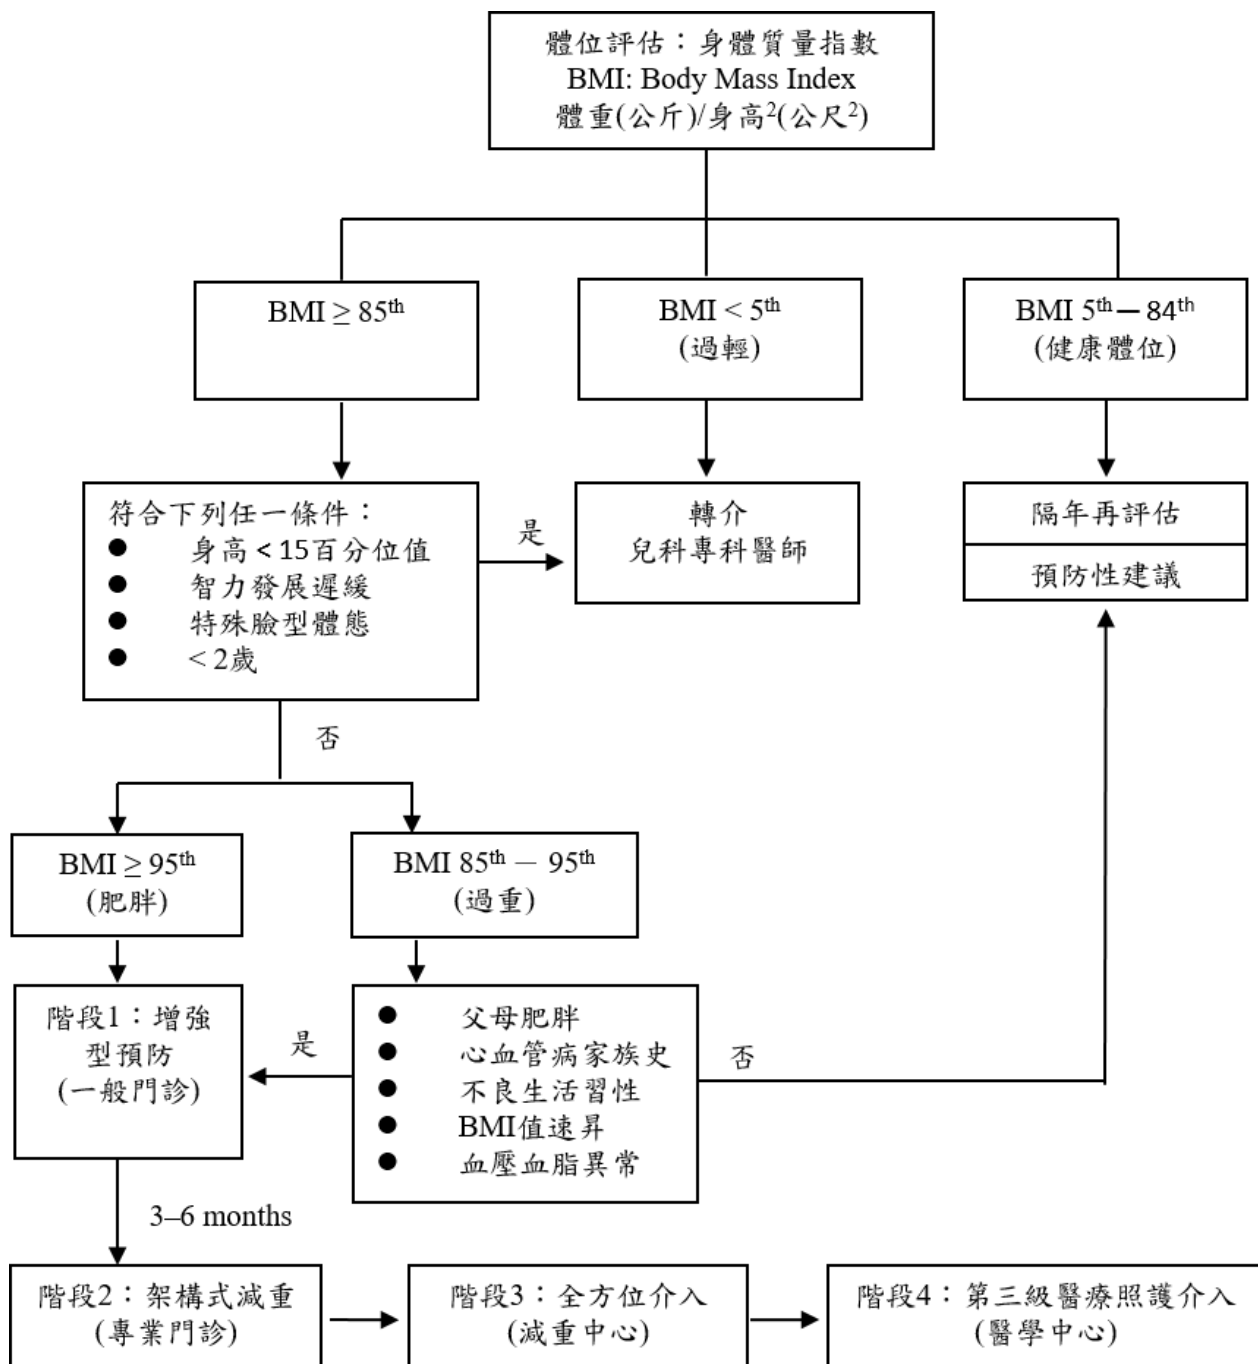 體位評估：身體質量指數
BMI: Body Mass Index
體重(公斤)/身高²(公尺²)
BMI ≥ 85th
BMI < 5th
(過輕)
BMI 5th－84th
(健康體位)
符合下列任一條件：
● 身高＜15百分位值
● 智力發展遲緩
● 特殊臉型體態
● < 2歲
是
轉介
兒科專科醫師
隔年再評估
預防性建議
否
BMI ≥ 95th
(肥胖)
BMI 85th － 95th
(過重)
階段1：增強
型預防
(一般門診)
是
● 父母肥胖
● 心血管病家族史
● 不良生活習性
● BMI值速昇
● 血壓血脂異常
否
3–6 months
階段2：架構式減重
(專業門診)
階段3：全方位介入
(減重中心)
階段4：第三級醫療照護介入
(醫學中心)